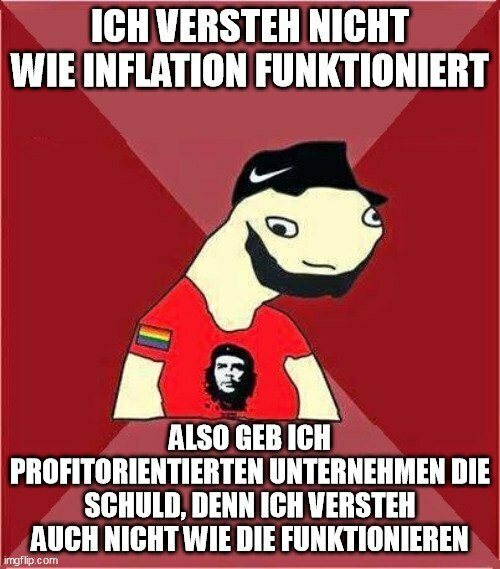 ICH VERSTEH NICHT
WIE INFLATION FUNKTIONIERT
ALSO GEB ICH
PROFITORIENTIERTEN UNTERNEHMEN DIE
SCHULD, DENN ICH VERSTEH
AUCH NICHT WIE DIE FUNKTIONIEREN
imgflip.com